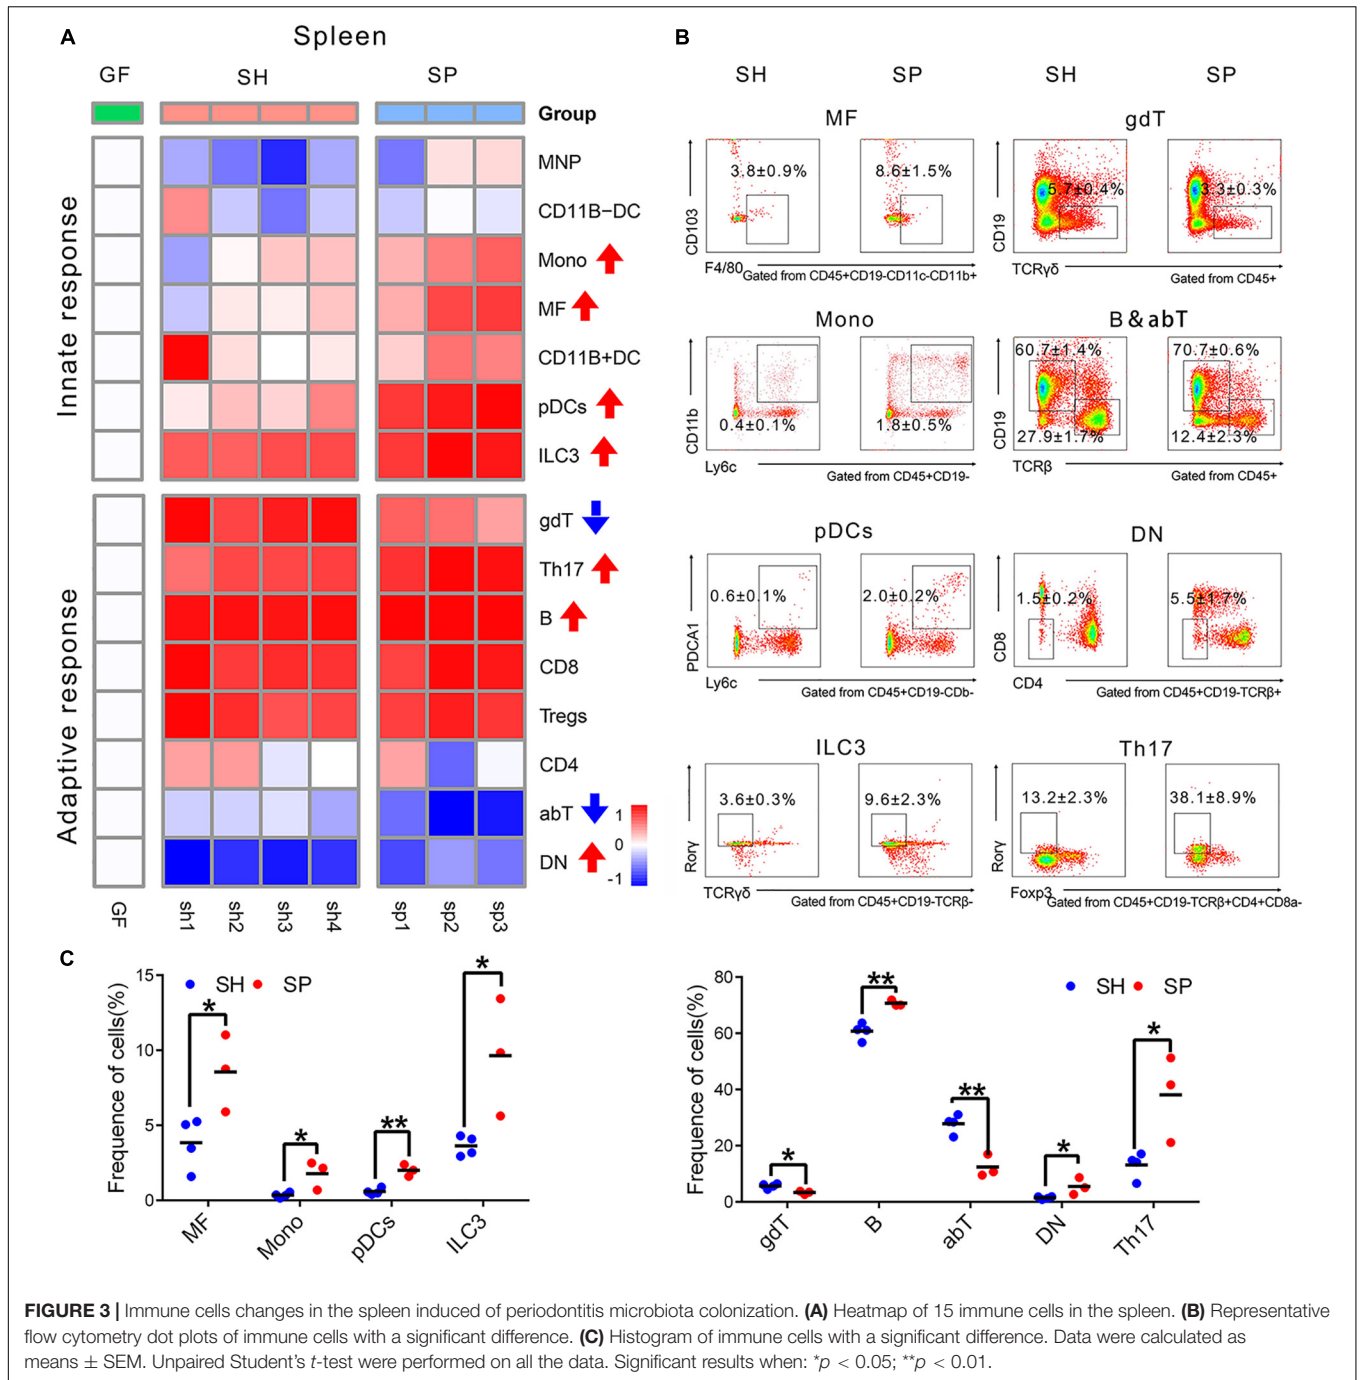 A
Spleen
GF SH SP
Group
Innate response
MNP
CD11B−DC
Mono
MF
CD11B+DC
pDCs
ILC3
Adaptive response
gdT
Th17
B
CD8
Tregs
CD4
abT
DN
1
0
-1
GF sh1 sh2 sh3 sh4 sp1 sp2 sp3
B
SH SP SH SP
MF
3.8±0.9% 8.6±1.5%
CD103
F4/80
Gated from CD45+CD19-CD11c-CD11b+
gdT
5.7±0.4% 3.3±0.3%
CD19
TCRγδ
Gated from CD45+
Mono
0.4±0.1% 1.8±0.5%
CD11b
Ly6c
Gated from CD45+CD19-
B & abT
60.7±1.4% 70.7±0.6%
27.9±1.7% 12.4±2.3%
CD19
TCRβ
Gated from CD45+
pDCs
0.6±0.1% 2.0±0.2%
PDCA1
Ly6c
Gated from CD45+CD19-CDb-
DN
1.5±0.2% 5.5±1.7%
CD8
CD4
Gated from CD45+CD19-TCRβ+
ILC3
3.6±0.3% 9.6±2.3%
Rorγ
TCRγδ
Gated from CD45+CD19-TCRβ-
Th17
13.2±2.3% 38.1±8.9%
Rorγ
Foxp3
Gated from CD45+CD19-TCRβ+CD4+CD8a-
C
Frequence of cells(%)
15
10
5
0
SH SP
* * ** *
MF Mono pDCs ILC3
Frequence of cells(%)
80
60
40
20
0
SH SP
* ** ** * *
gdT B abT DN Th17
FIGURE 3 | Immune cells changes in the spleen induced of periodontitis microbiota colonization. (A) Heatmap of 15 immune cells in the spleen. (B) Representative
flow cytometry dot plots of immune cells with a significant difference. (C) Histogram of immune cells with a significant difference. Data were calculated as
means ± SEM. Unpaired Student's t-test were performed on all the data. Significant results when: *p < 0.05; **p < 0.01.